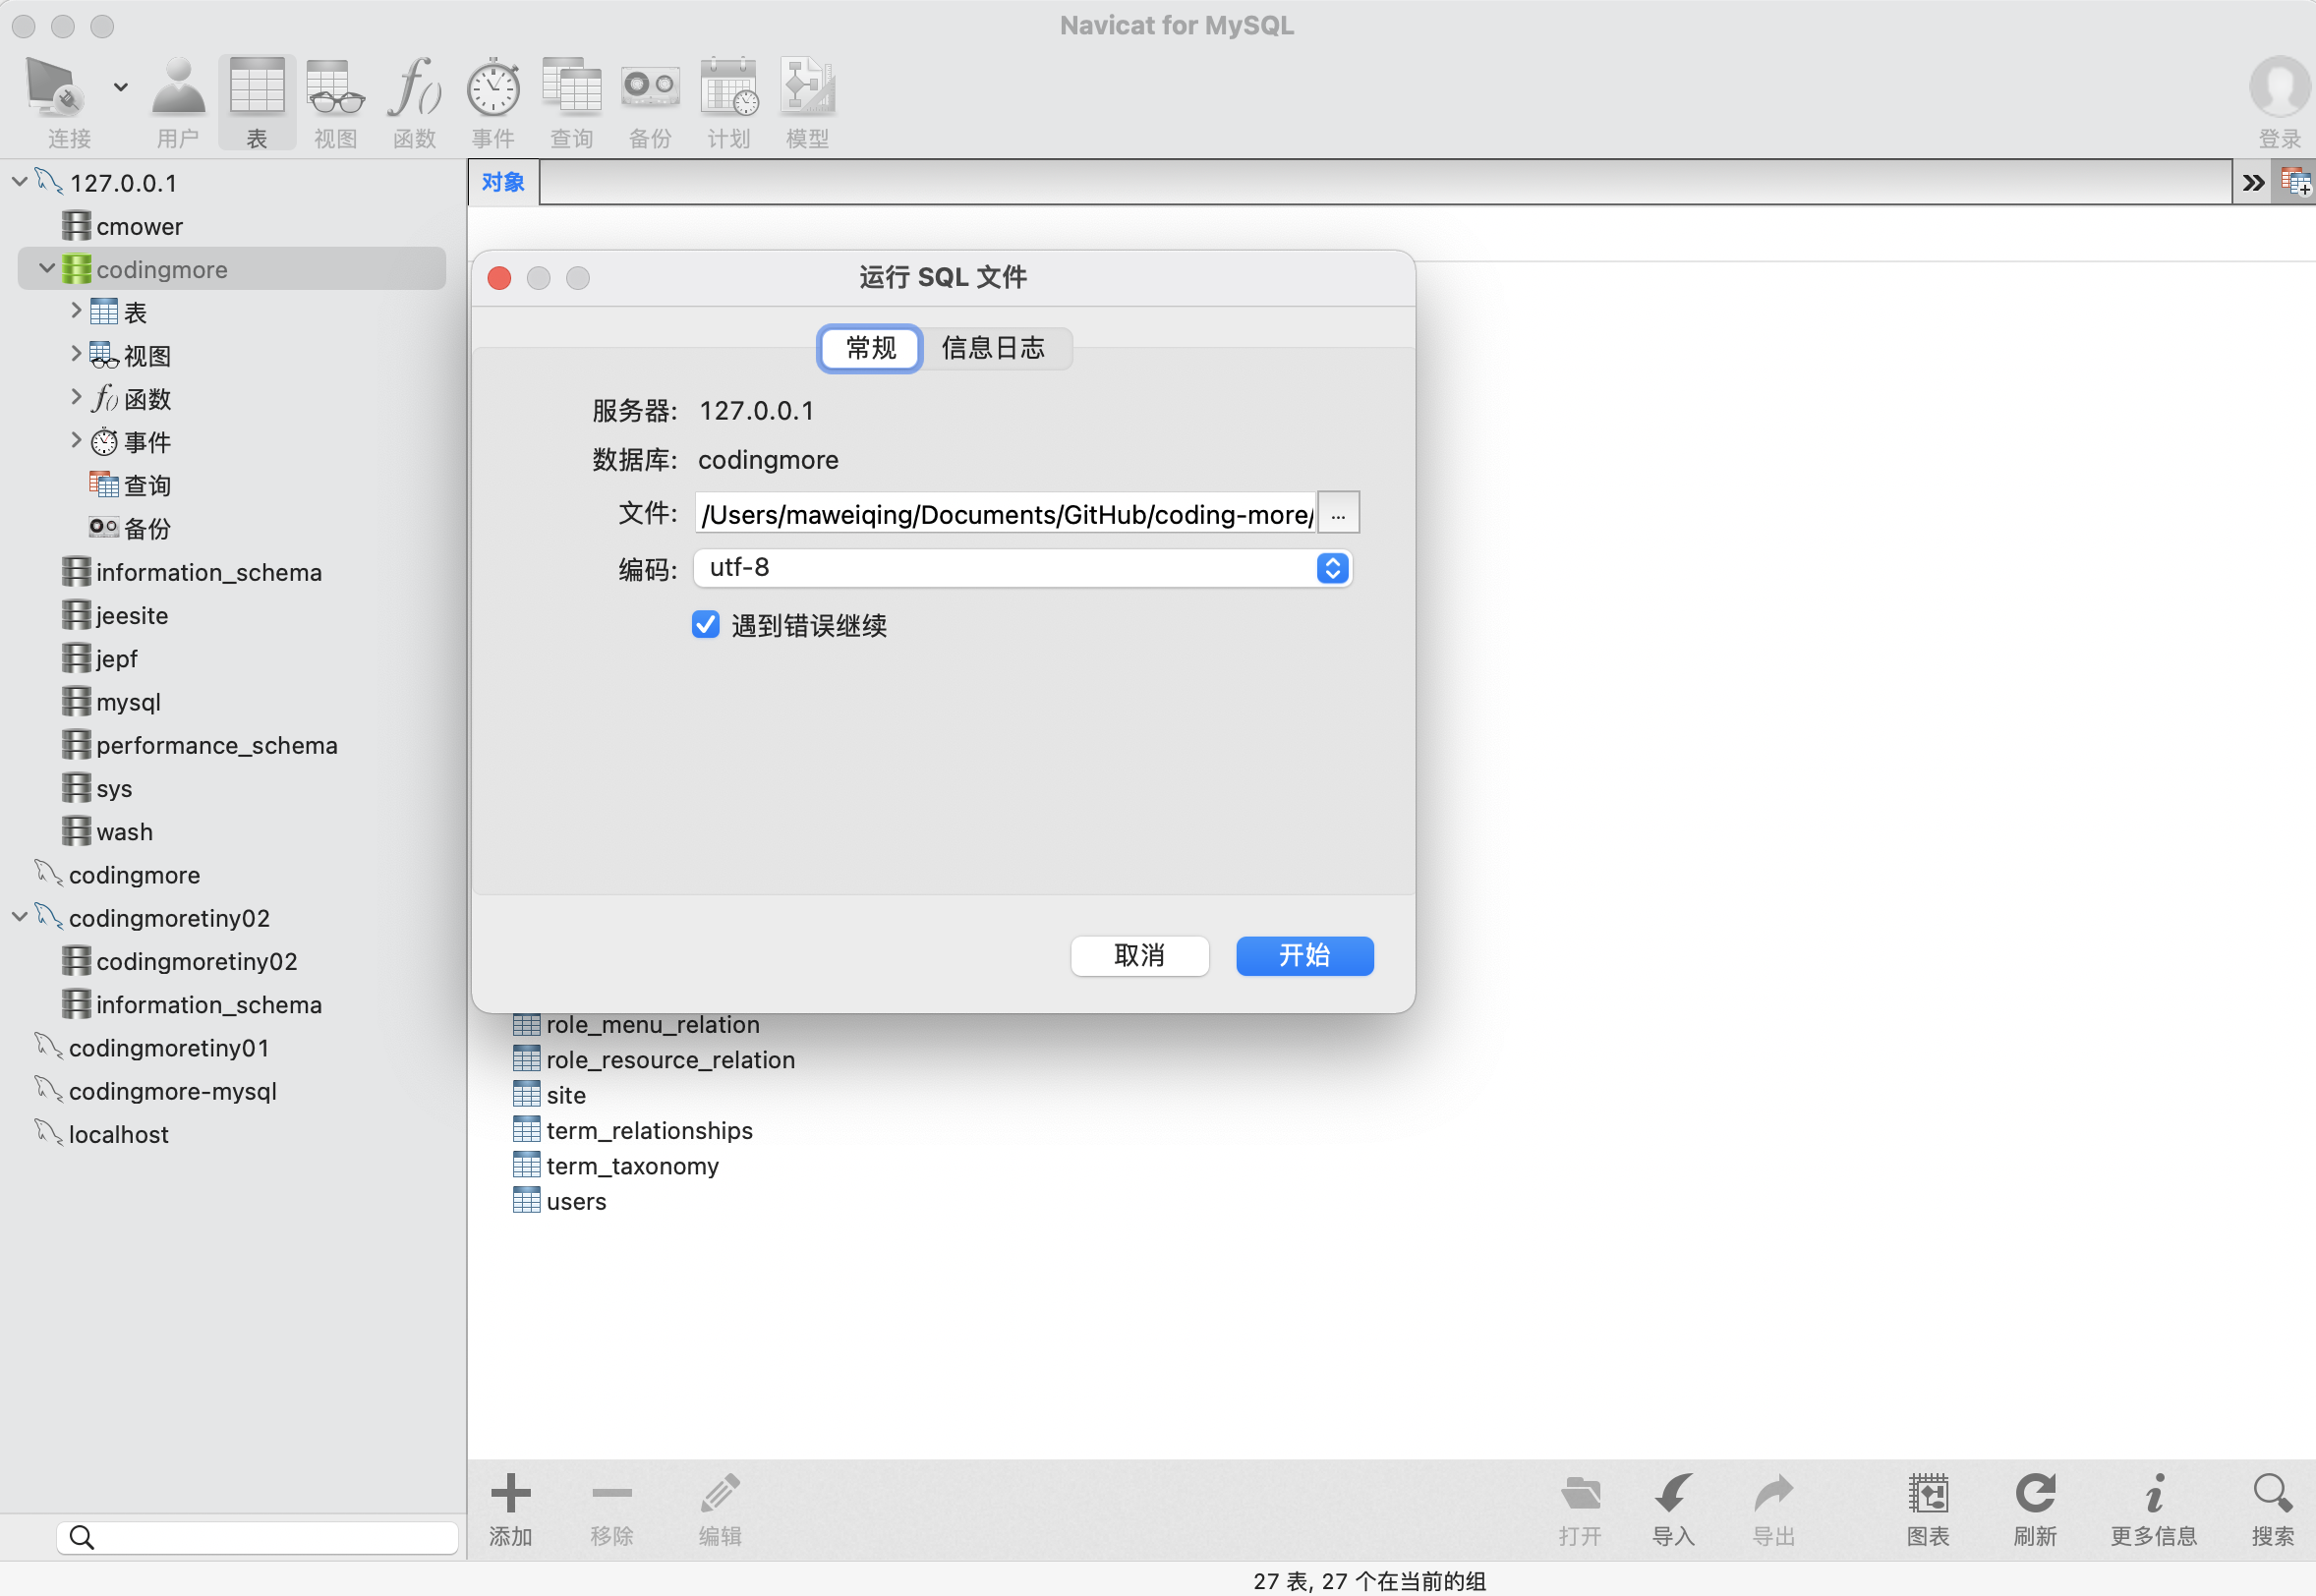 Navicat for MySQL
连接
用户
表
视图
函数
事件
查询
备份
计划
模型
登录
127.0.0.1
cmower
codingmore
表
视图
函数
事件
查询
备份
information_schema
jeesite
jepf
mysql
performance_schema
sys
wash
codingmore
codingmoretiny02
codingmoretiny02
information_schema
codingmoretiny01
codingmore-mysql
localhost
对象
运行 SQL 文件
常规 信息日志
服务器: 127.0.0.1
数据库: codingmore
文件: /Users/maweiqing/Documents/GitHub/coding-more/ ...
编码: utf-8
遇到错误继续
取消 开始
role_menu_relation
role_resource_relation
site
term_relationships
term_taxonomy
users
添加 移除 编辑 打开 导入 导出 图表 刷新 更多信息 搜索
27 表, 27 个在当前的组